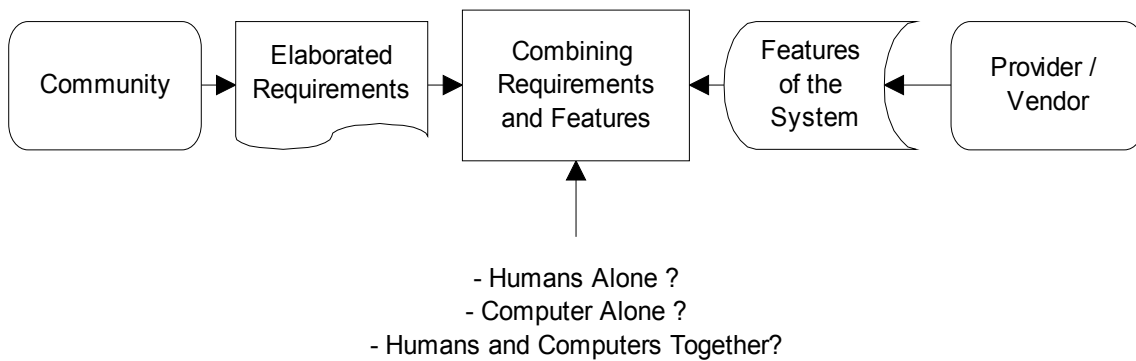 Community
Elaborated
Requirements
Combining
Requirements
and Features
Features
of the
System
Provider /
Vendor
- Humans Alone ?
- Computer Alone ?
- Humans and Computers Together?